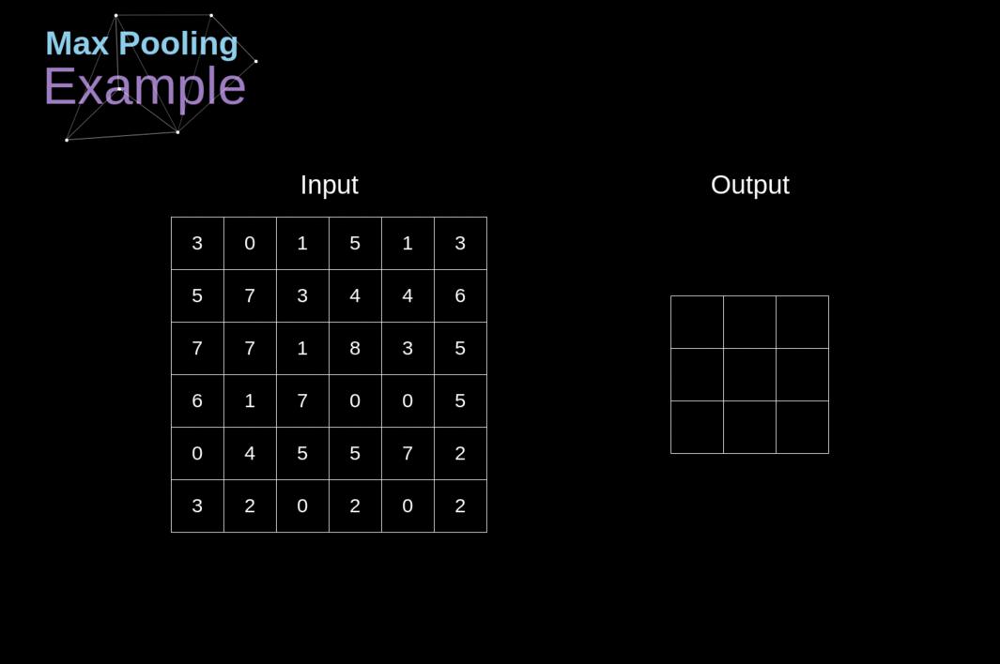 Max Pooling
Example
Input
Output
3 0 1 5 1 3
5 7 3 4 4 6
7 7 1 8 3 5
6 1 7 0 0 5
0 4 5 5 7 2
3 2 0 2 0 2